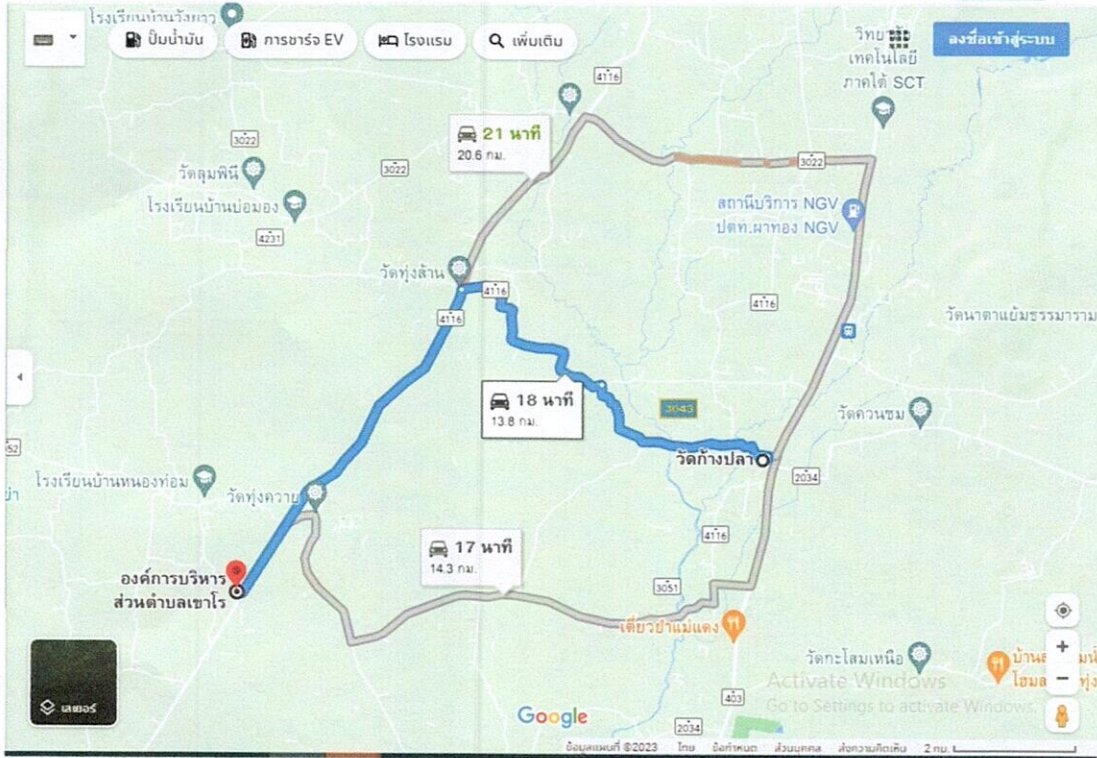 โรงเรียนบ้านวังยาว
ปั๊มน้ำมัน
การชาร์จ EV
โรงแรม
เพิ่มเติม
เทคโนโลยี
ภาคใต้ SCT
ลงชื่อเข้าสู่ระบบ
4116
21 นาที
20.6 กม.
3022
3022
3022
วัดลุมพินี
โรงเรียนบ้านบ่อมอง
4231
สถานีบริการ NGV
ปตท.ผาทอง NGV
วัดทุ่งส้าน
4116
4116
4116
วัดนาตาแย้มธรรมาราม
18 นาที
13.8 กม.
3043
วัดควนชม
วัดก้างปลา
2034
โรงเรียนบ้านหนองท่อม
วัดทุ่งควาย
17 นาที
14.3 กม.
4116
3051
องค์การบริหาร
ส่วนตำบลเขาโร
เตี๋ยวยำแม่แดง
วัดกะโสมเหนือ
เลเยอร์
403
Activate Windows
Go to Settings to activate Windows.
Google
2034
ข้อมูลแผนที่ ©2023 ไทย ข้อกำหนด ส่วนบุคคล ส่งความคิดเห็น 2 กม.